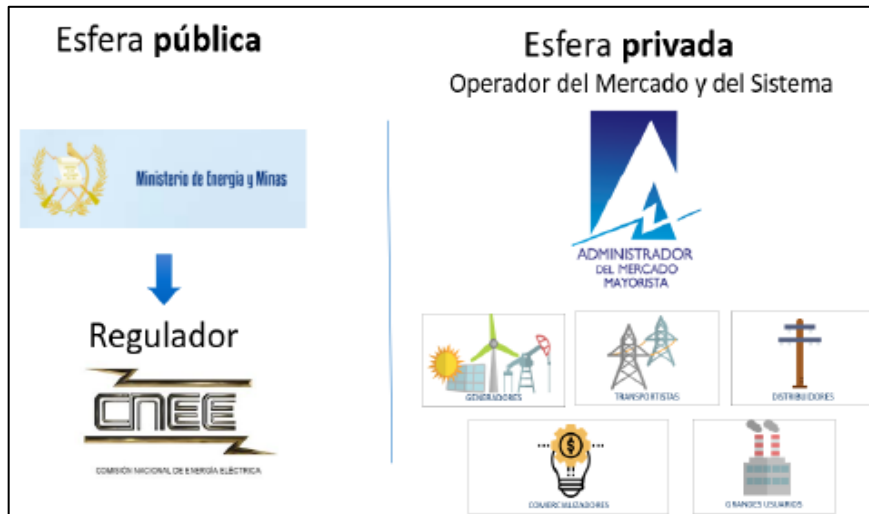 Esfera pública
Ministerio de Energía y Minas
Regulador
CNEE
COMISIÓN NACIONAL DE ENERGÍA ELÉCTRICA
Esfera privada
Operador del Mercado y del Sistema
ADMINISTRADOR
DEL MERCADO
MAYORISTA
GENERADORES
TRANSPORTISTAS
DISTRIBUIDORES
$
COMERCIALIZADORES
GRANDES USUARIOS